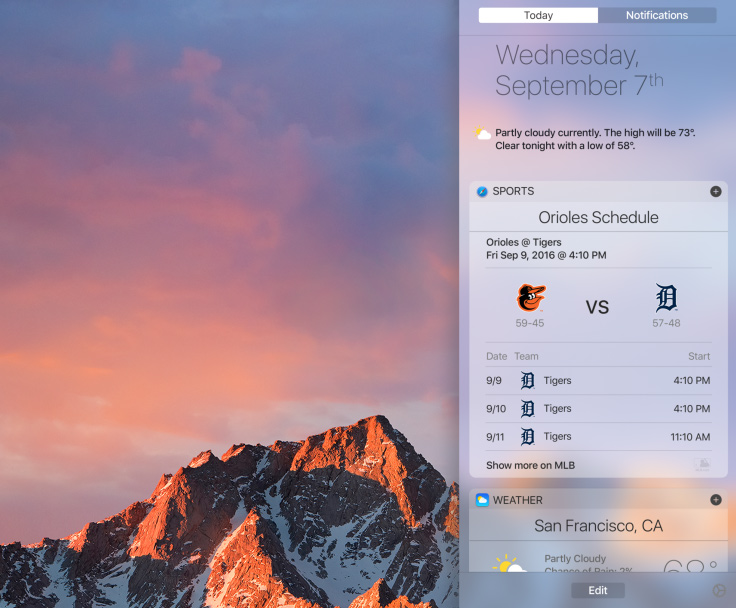 Today Notifications
Wednesday,
September 7th
Partly cloudy currently. The high will be 73°.
Clear tonight with a low of 58°.
SPORTS
Orioles Schedule
Orioles @ Tigers
Fri Sep 9, 2016 @ 4:10 PM
VS
59-45 57-48
Date Team Start
9/9 Tigers 4:10 PM
9/10 Tigers 4:10 PM
9/11 Tigers 11:10 AM
Show more on MLB
WEATHER
San Francisco, CA
Partly Cloudy
Chance of Rain: 2%
Edit